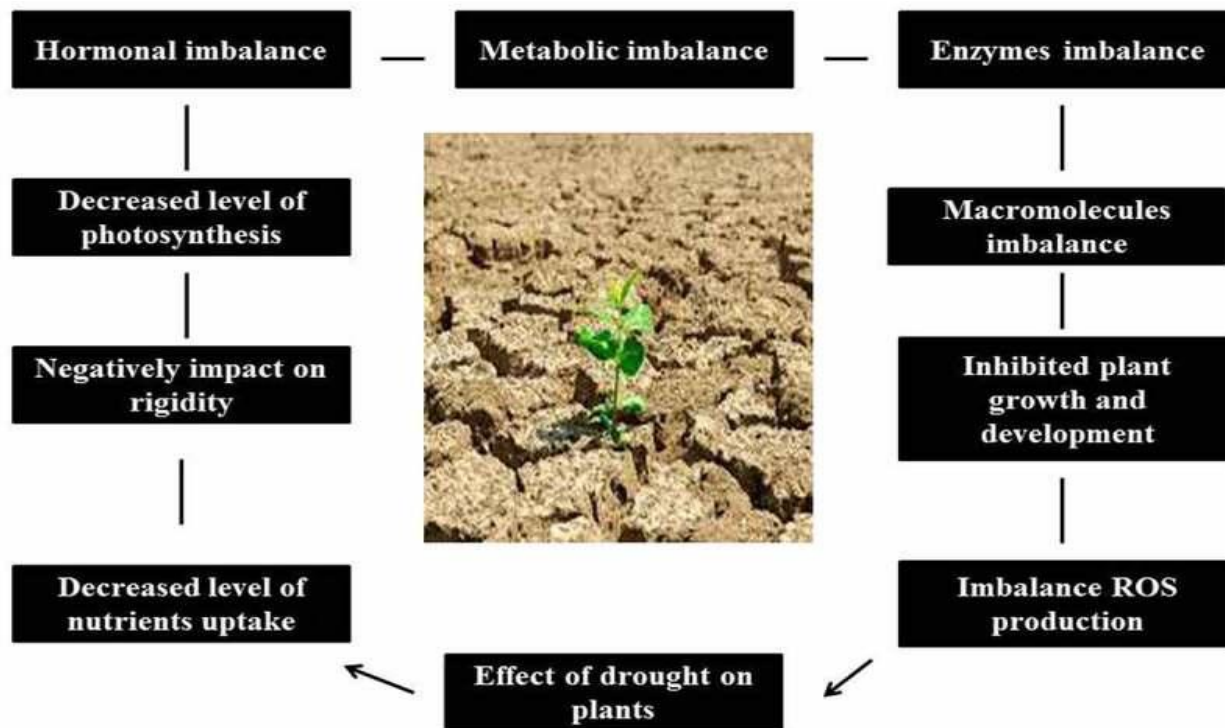 Hormonal imbalance
Metabolic imbalance
Enzymes imbalance
Decreased level of
photosynthesis
Macromolecules
imbalance
Negatively impact on
rigidity
Inhibited plant
growth and
development
Decreased level of
nutrients uptake
Imbalance ROS
production
Effect of drought on
plants